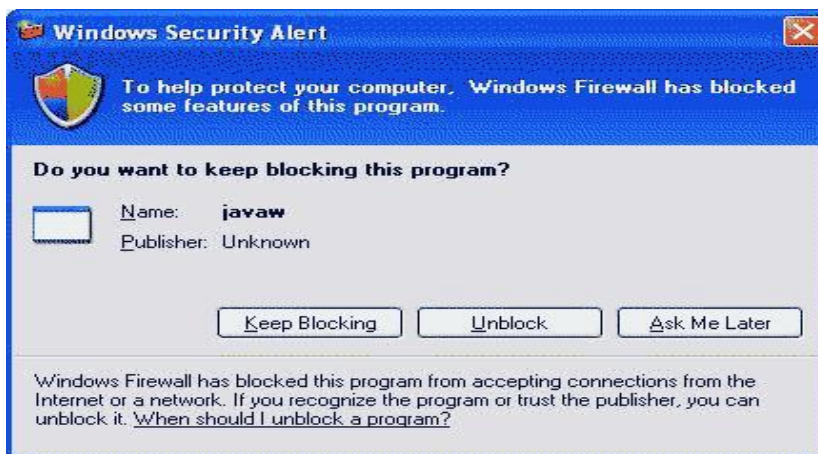 Windows Security Alert
To help protect your computer, Windows Firewall has blocked
some features of this program.
Do you want to keep blocking this program?
Name: javaw
Publisher: Unknown
Keep Blocking Unblock Ask Me Later
Windows Firewall has blocked this program from accepting connections from the
Internet or a network. If you recognize the program or trust the publisher, you can
unblock it. When should I unblock a program?